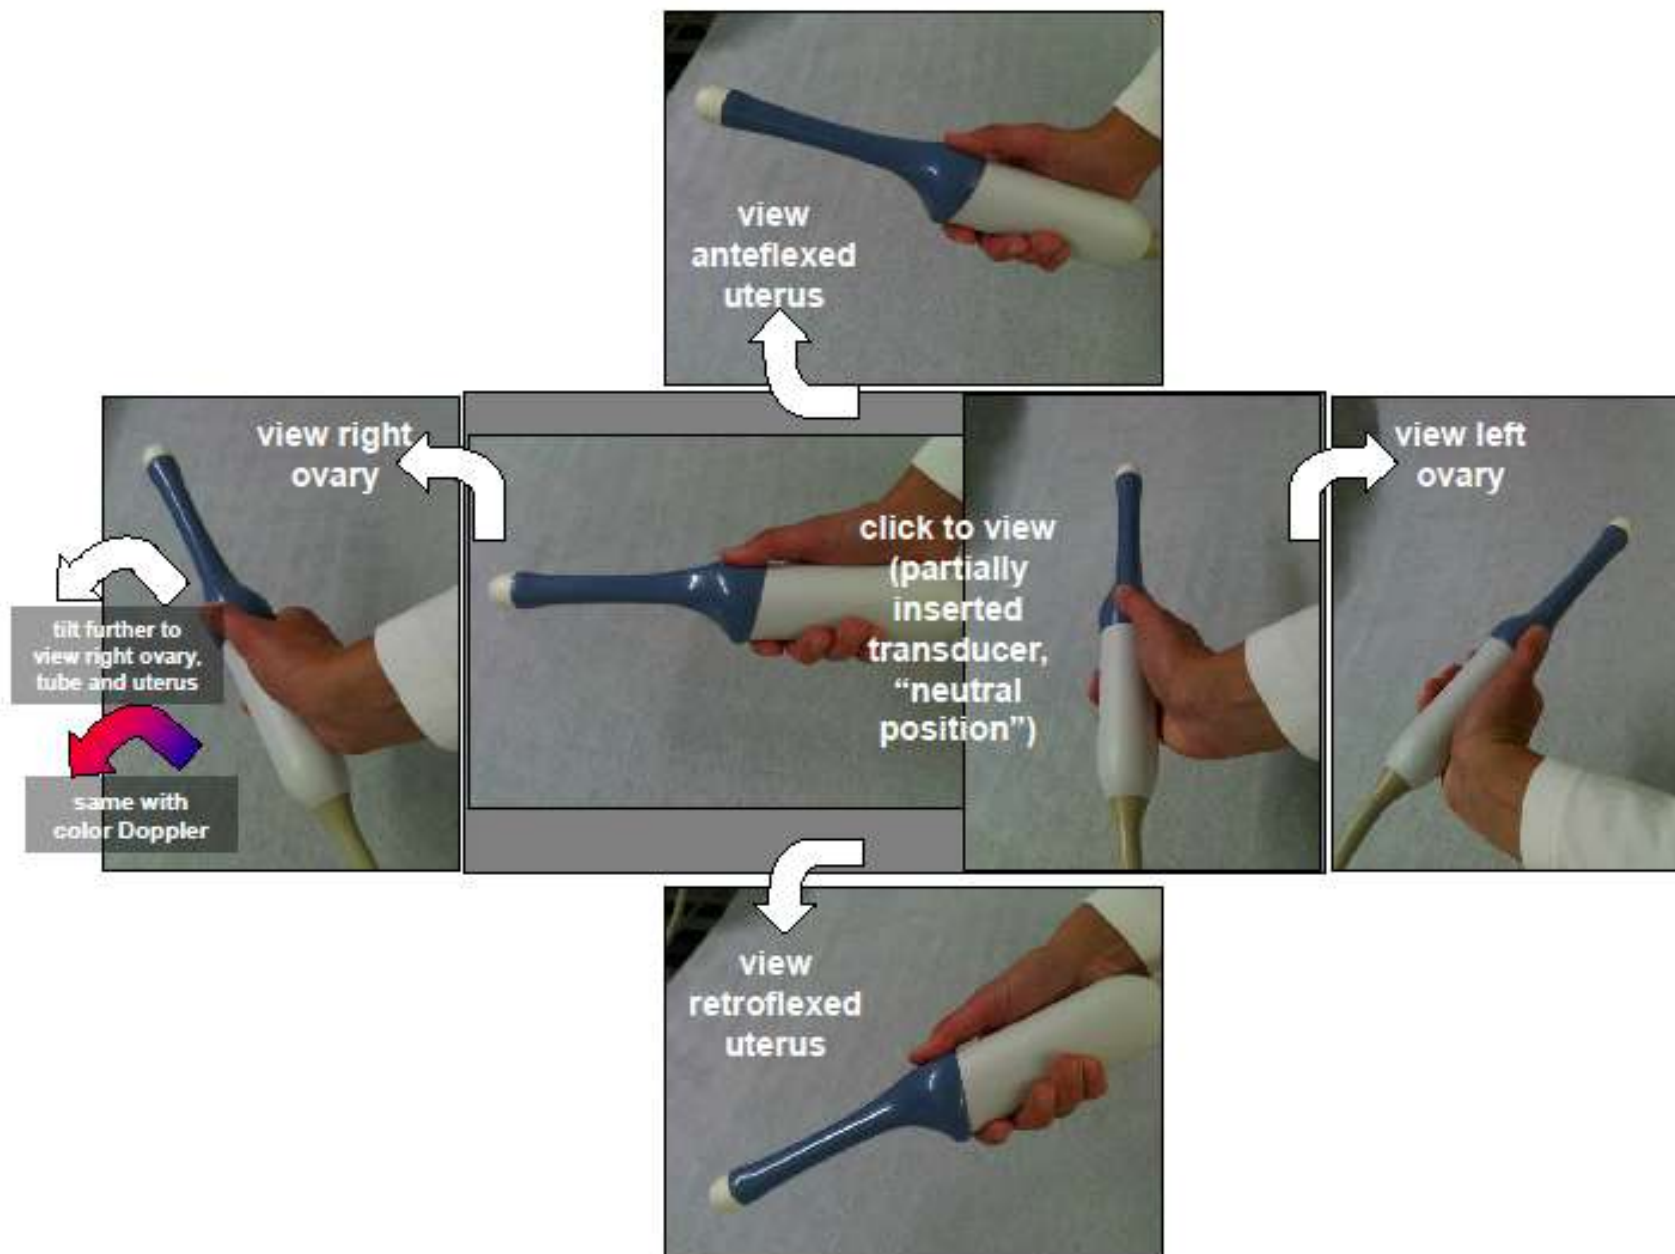 view
anteflexed
uterus
view right
ovary
click to view
(partially
inserted
transducer,
“neutral
position”)
view left
ovary
tilt further to
view right ovary,
tube and uterus
same with
color Doppler
view
retroflexed
uterus